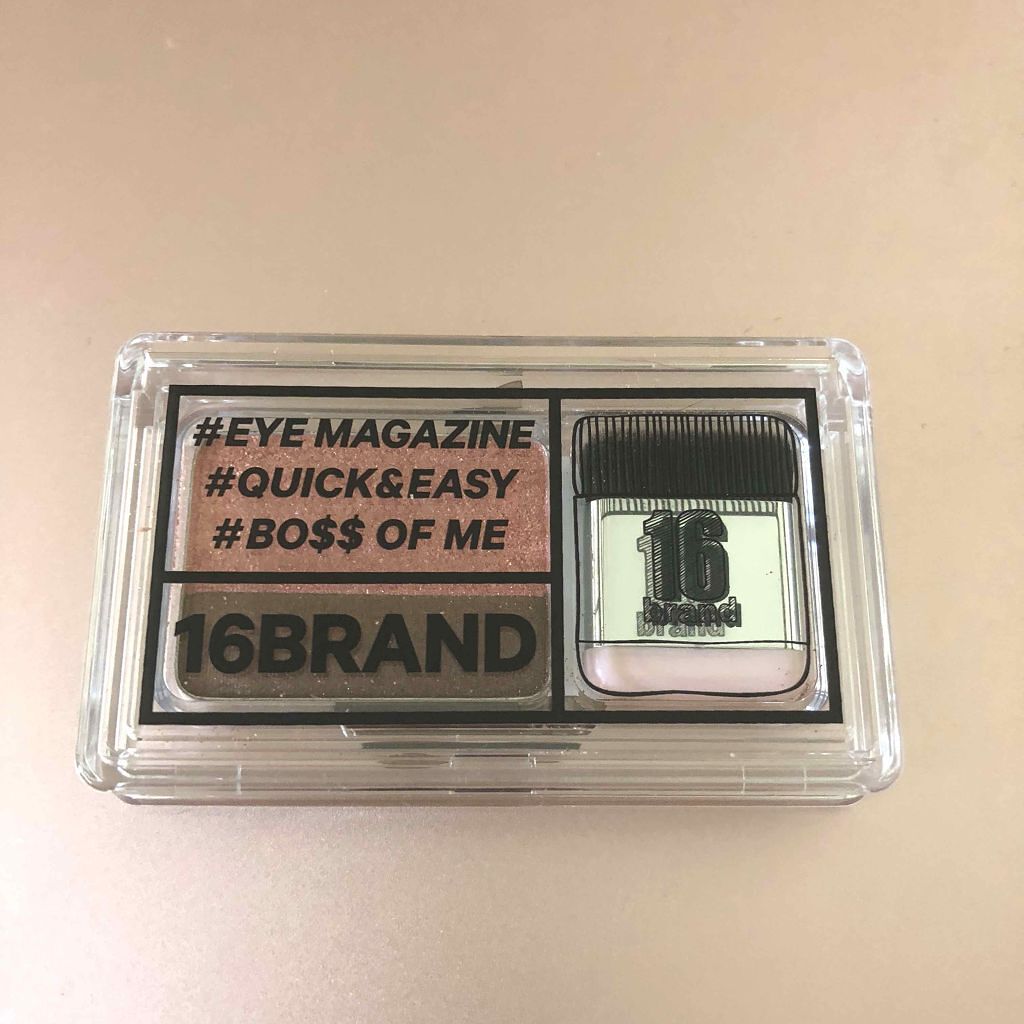 #EYE MAGAZINE
#QUICK&EASY
#BO$$ OF ME
16BRAND
16
brand